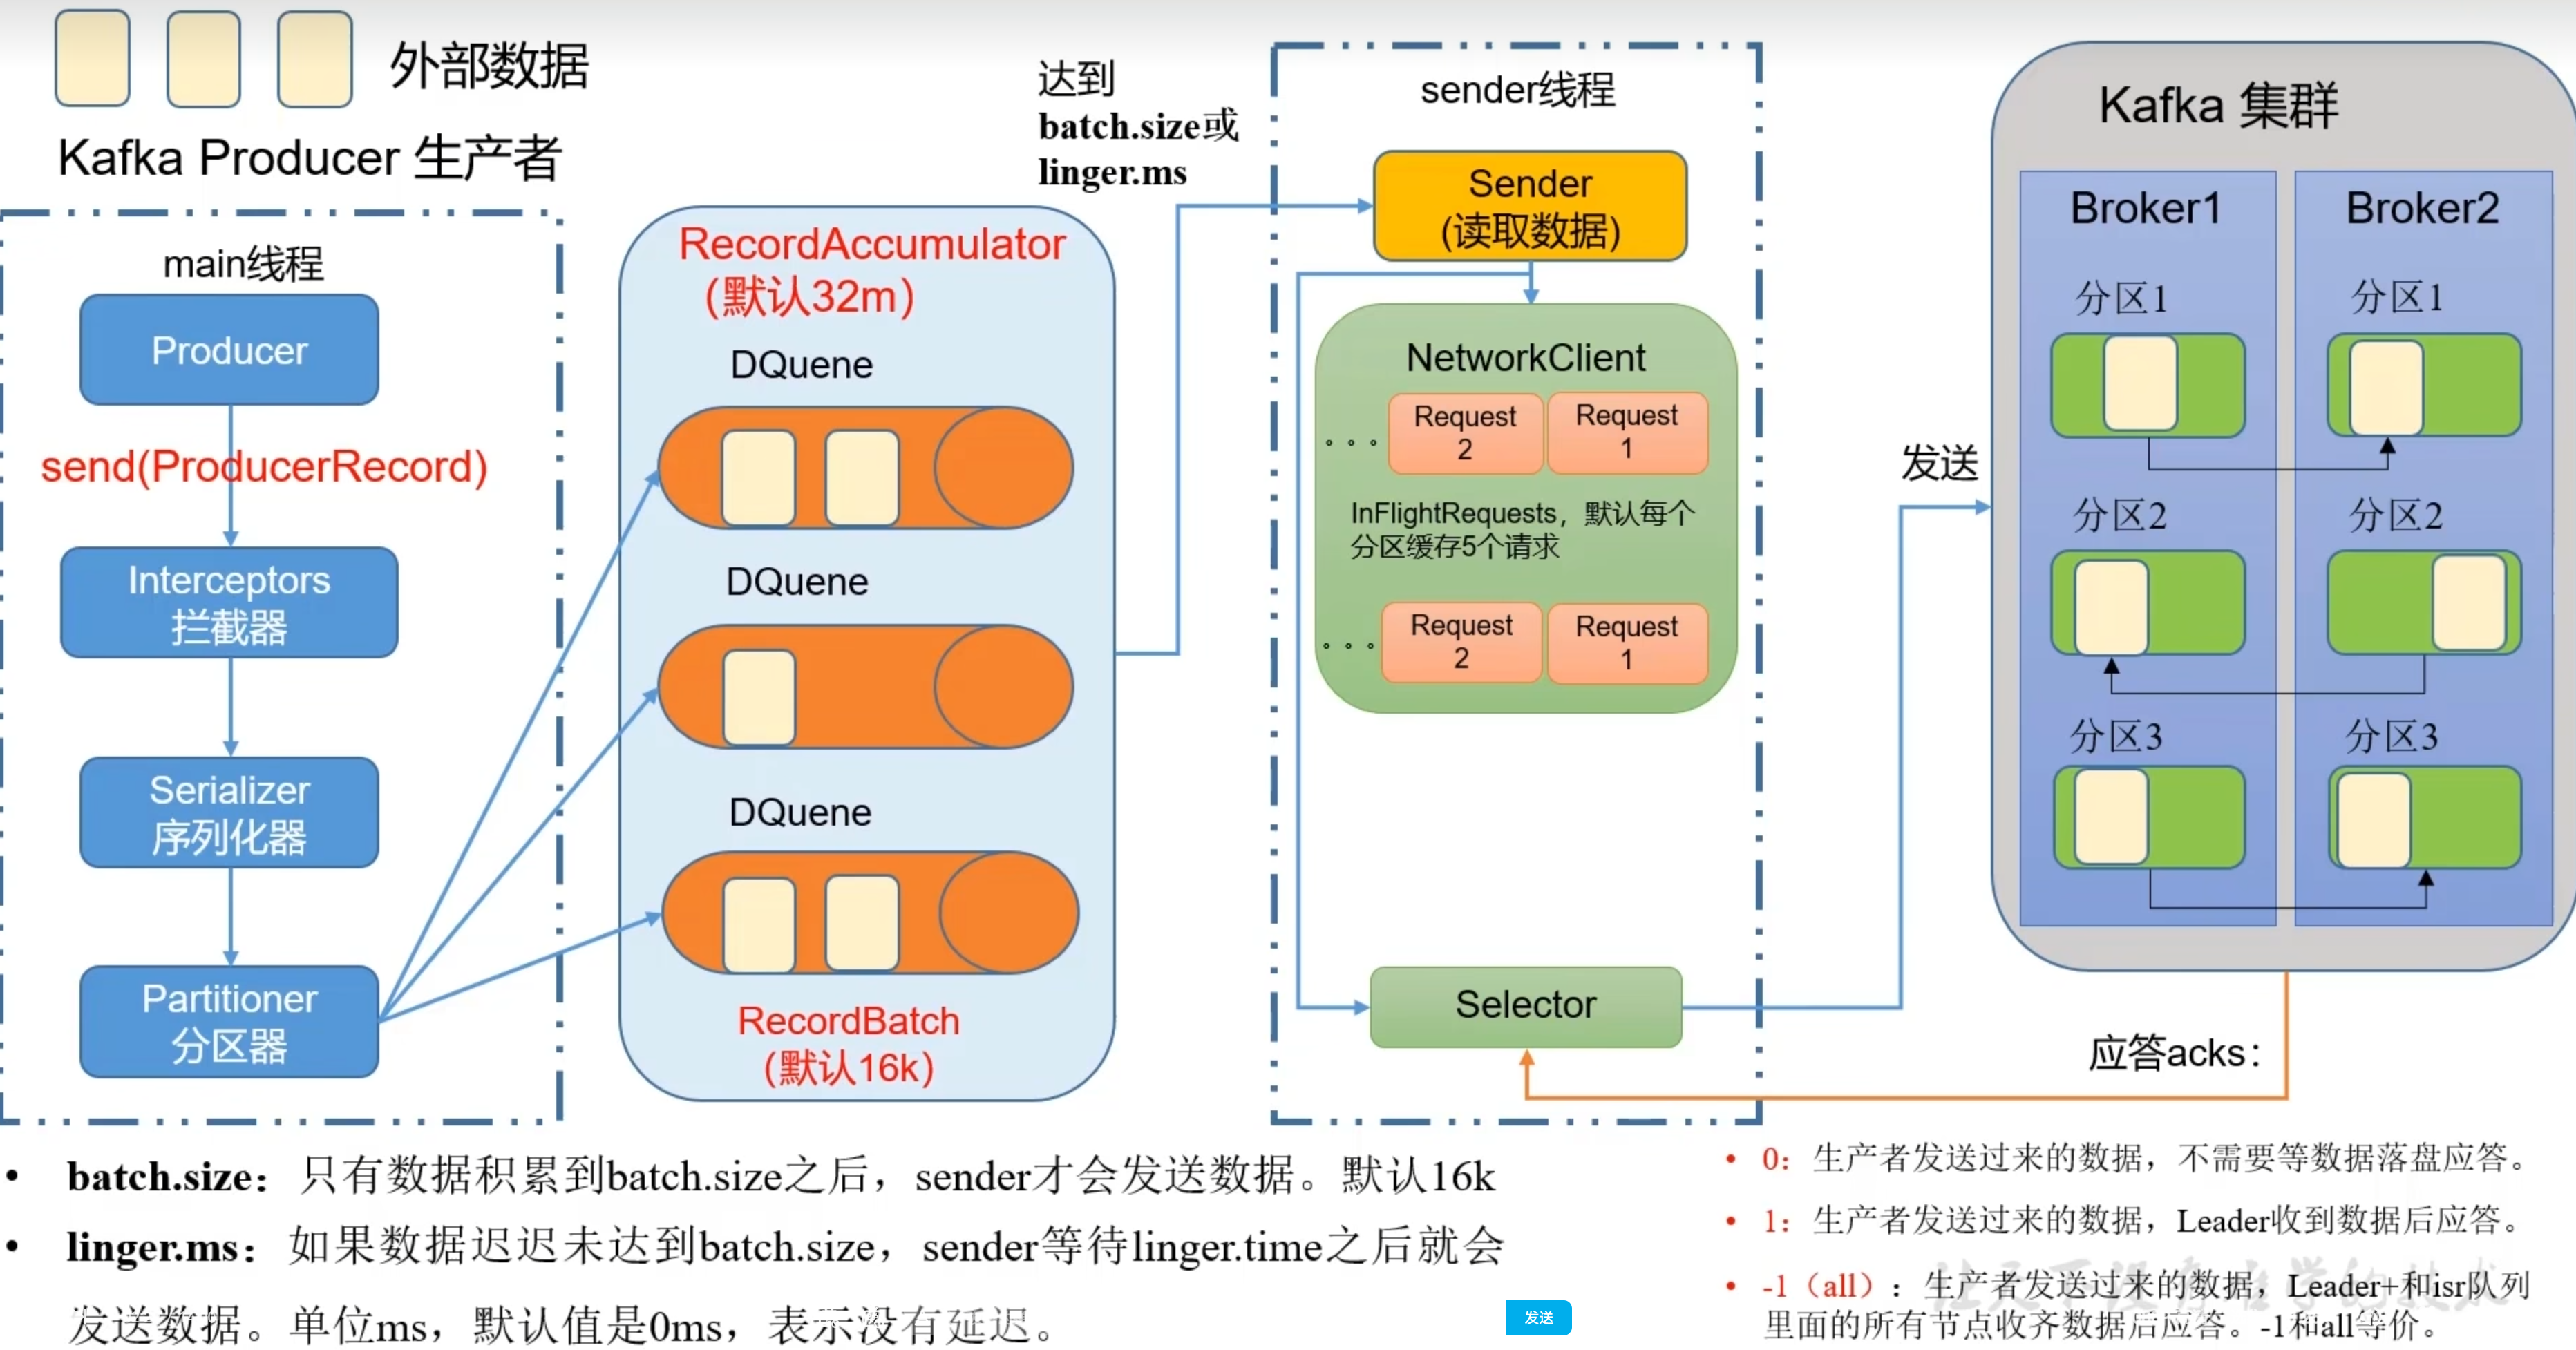 外部数据
Kafka Producer 生产者
main线程
Producer
send(ProducerRecord)
Interceptors
拦截器
Serializer
序列化器
Partitioner
分区器
RecordAccumulator
(默认32m)
DQuene
DQuene
DQuene
RecordBatch
(默认16k)
达到
batch.size或
linger.ms
sender线程
Sender
(读取数据)
NetworkClient
Request
2
Request
1
InFlightRequests，默认每个
分区缓存5个请求
Request
2
Request
1
Selector
发送
Kafka 集群
Broker1
分区1
分区2
分区3
Broker2
分区1
分区2
分区3
应答acks：
• batch.size：只有数据积累到batch.size之后，sender才会发送数据。默认16k
• linger.ms：如果数据迟迟未达到batch.size，sender等待linger.time之后就会
发送数据。单位ms，默认值是0ms，表示没有延迟。
发送
• 0：生产者发送过来的数据，不需要等数据落盘应答。
• 1：生产者发送过来的数据，Leader收到数据后应答。
• -1（all）：生产者发送过来的数据，Leader+和isr队列
里面的所有节点收齐数据后应答。-1和all等价。
让天下没有难学的技术